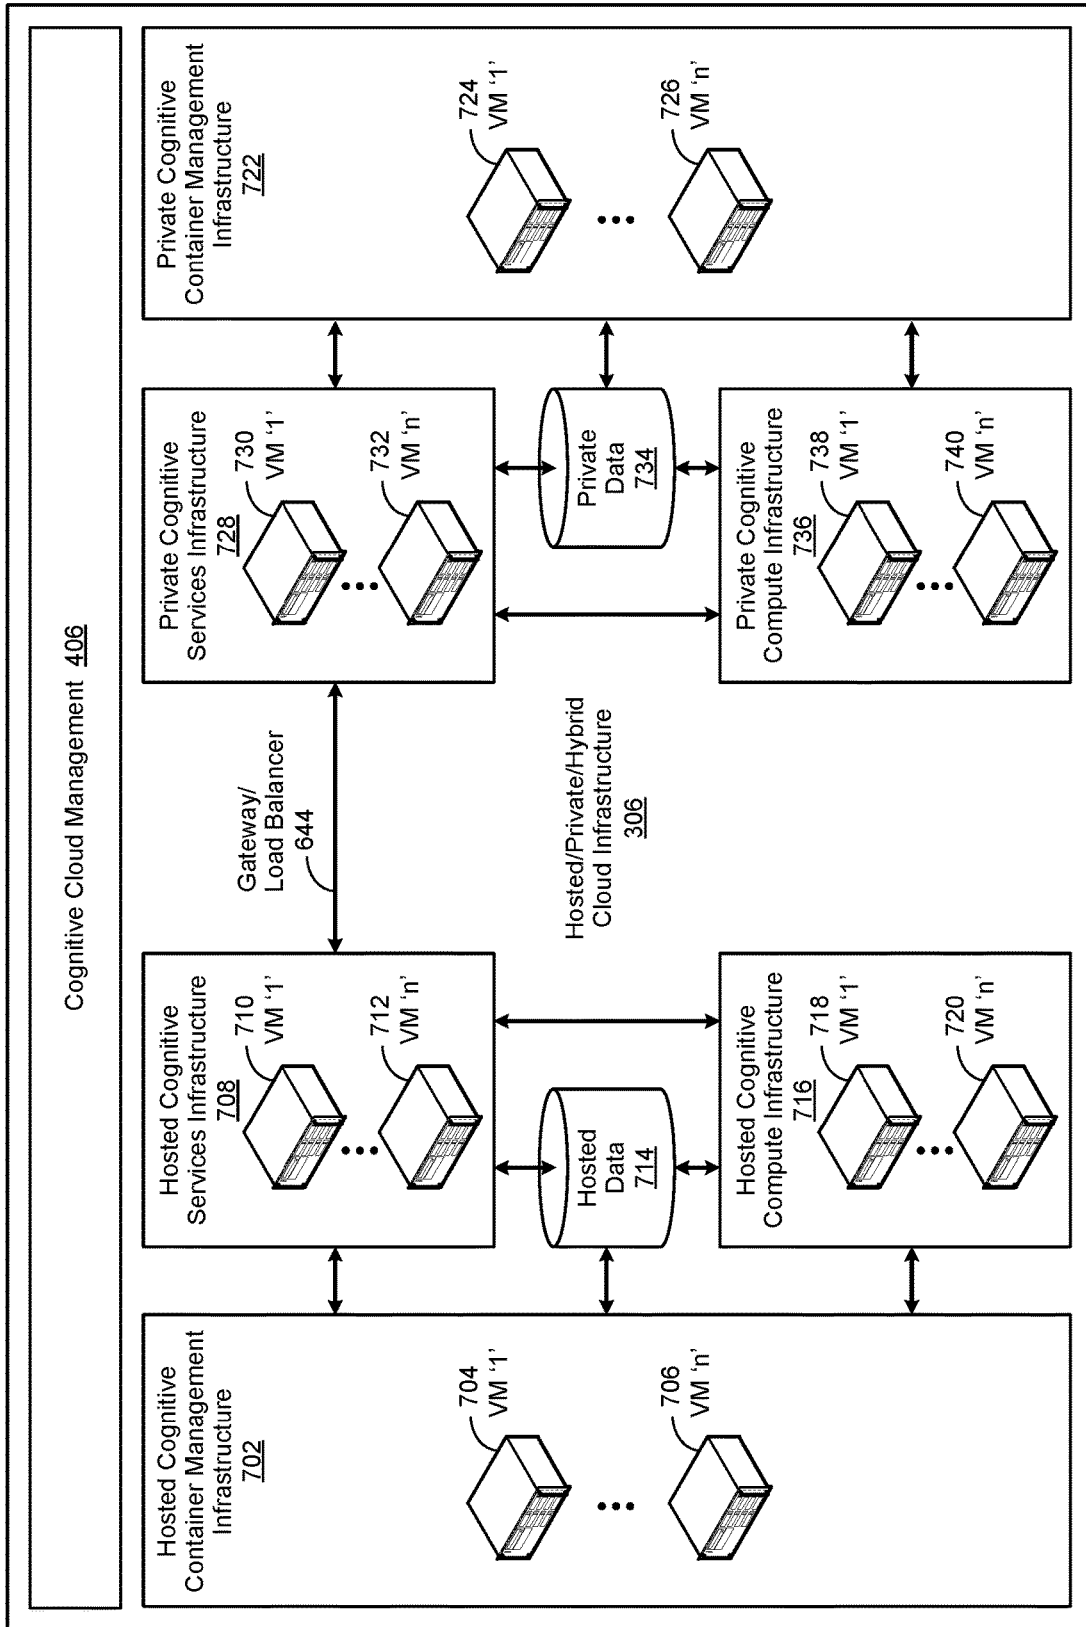 Cognitive Cloud Management 406
Hosted Cognitive
Container Management
Infrastructure
702
704
VM ‘1’
706
VM ‘n’
Hosted Cognitive
Services Infrastructure
708
710
VM ‘1’
712
VM ‘n’
Hosted
Data
714
Hosted Cognitive
Compute Infrastructure
716
718
VM ‘1’
720
VM ‘n’
Gateway/
Load Balancer
644
Hosted/Private/Hybrid
Cloud Infrastructure
306
Private Cognitive
Services Infrastructure
728
730
VM ‘1’
732
VM ‘n’
Private
Data
734
Private Cognitive
Compute Infrastructure
736
738
VM ‘1’
740
VM ‘n’
Private Cognitive
Container Management
Infrastructure
722
724
VM ‘1’
726
VM ‘n’